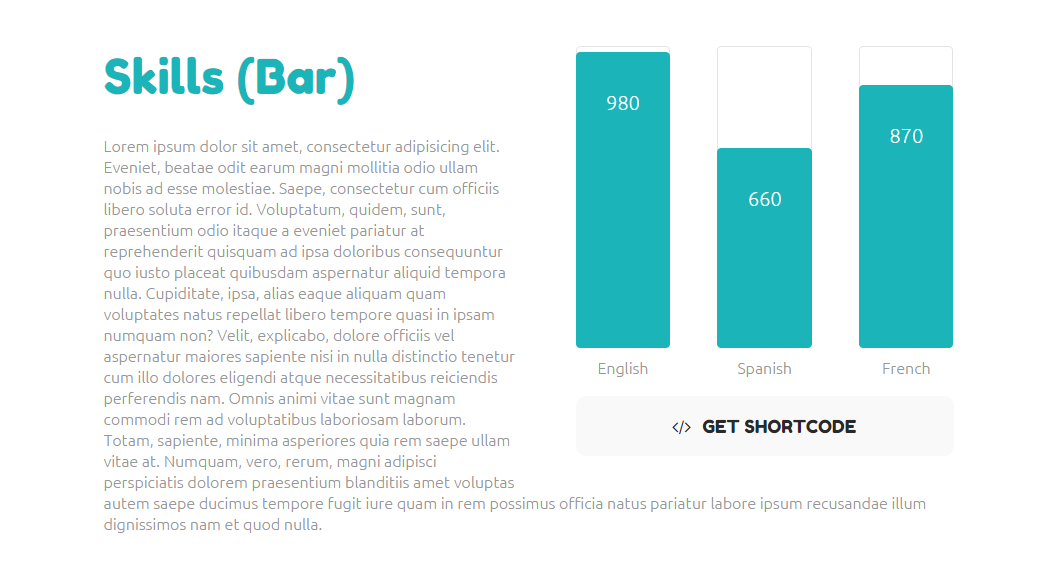 Skills (Bar)
Lorem ipsum dolor sit amet, consectetur adipisicing elit.
Eveniet, beatae odit earum magni mollitia odio ullam
nobis ad esse molestiae. Saepe, consectetur cum officiis
libero soluta error id. Voluptatum, quidem, sunt,
praesentium odio itaque a eveniet pariatur at
reprehenderit quisquam ad ipsa doloribus consequuntur
quo iusto placeat quibusdam aspernatur aliquid tempora
nulla. Cupiditate, ipsa, alias eaque aliquam quam
voluptates natus repellat libero tempore quasi in ipsam
numquam non? Velit, explicabo, dolore officiis vel
aspernatur maiores sapiente nisi in nulla distinctio tenetur
cum illo dolores eligendi atque necessitatibus reiciendis
perferendis nam. Omnis animi vitae sunt magnam
commodi rem ad voluptatibus laboriosam laborum.
Totam, sapiente, minima asperiores quia rem saepe ullam
vitae at. Numquam, vero, rerum, magni adipisci
perspiciatis dolorem praesentium blanditiis amet voluptas
autem saepe ducimus tempore fugit iure quam in rem possimus officia natus pariatur labore ipsum recusandae illum
dignissimos nam et quod nulla.
980
660
870
English
Spanish
French
</> GET SHORTCODE